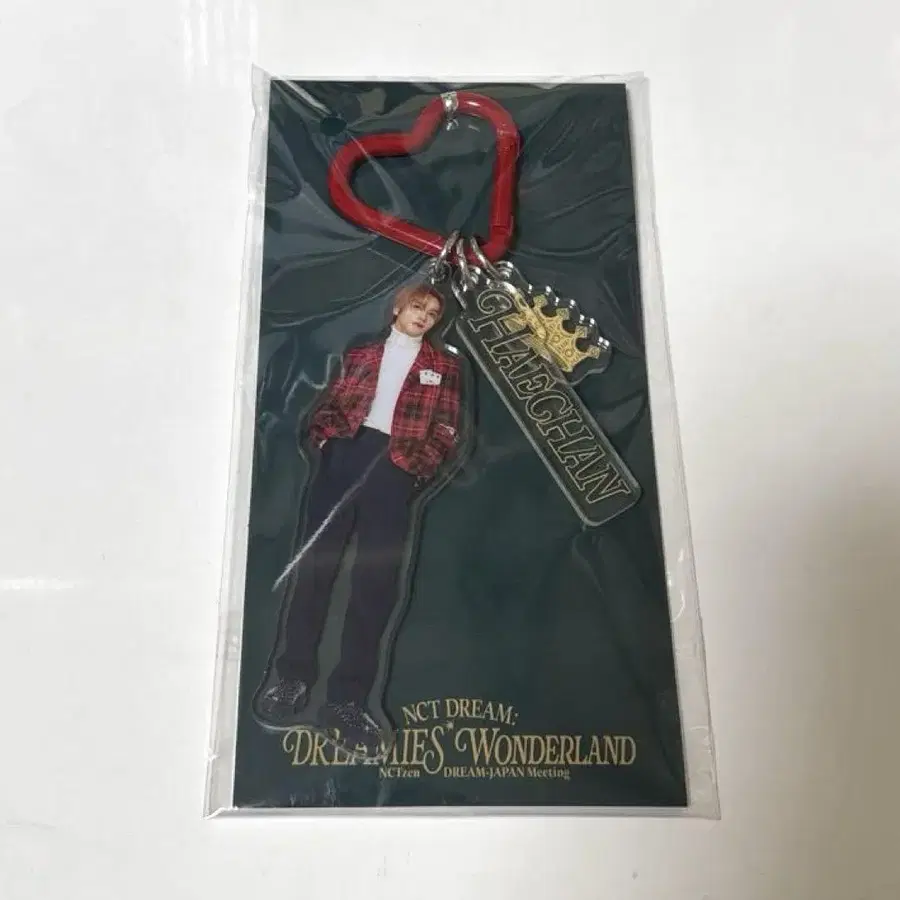 HAECHAN
NCT DREAM:
DREAMIES WONDERLAND
NCTzen DREAM-JAPAN Meeting